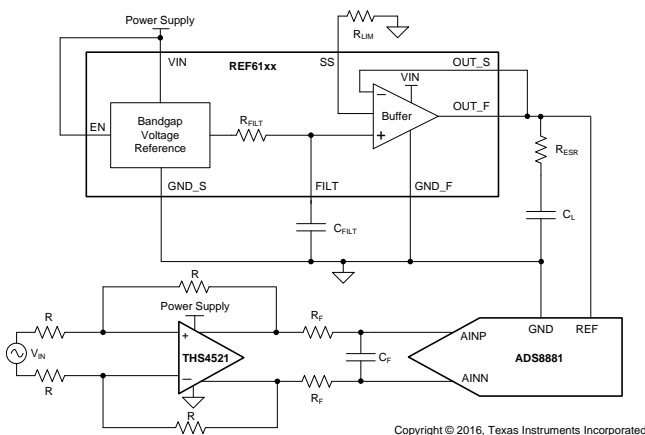 Power Supply
R_LIM
VIN
REF61xx
SS
OUT_S
VIN
OUT_F
EN
Bandgap
Voltage
Reference
R_FILT
−
Buffer
+
R_ESR
GND_S
FILT
GND_F
C_FILT
C_L
R
Power Supply
R
R_F
GND
REF
V_IN
+
THS4521
−
C_F
AINP
ADS8881
AINN
R
R_F
R
Copyright © 2016, Texas Instruments Incorporated